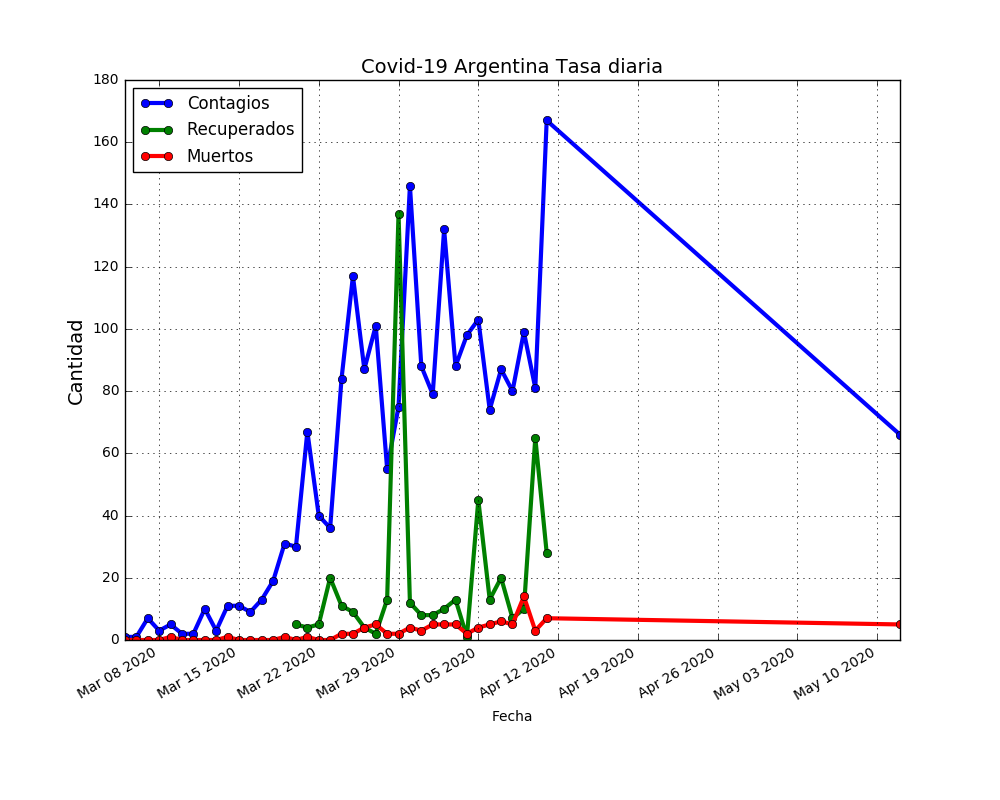 Covid-19 Argentina Tasa diaria
180
160
140
120
100
80
60
40
20
0
Cantidad
Contagios
Recuperados
Muertos
Mar 08 2020
Mar 15 2020
Mar 22 2020
Mar 29 2020
Apr 05 2020
Apr 12 2020
Apr 19 2020
Apr 26 2020
May 03 2020
May 10 2020
Fecha